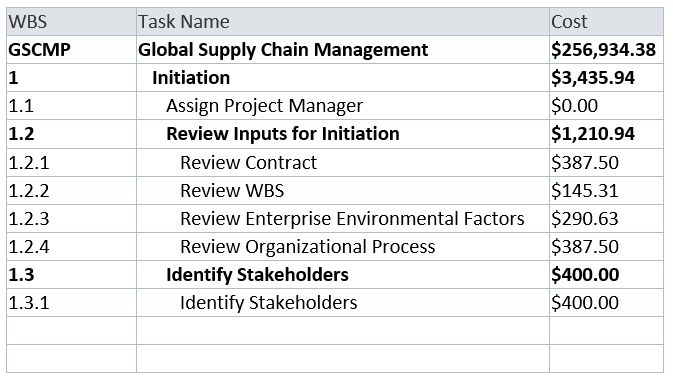 WBS Task Name Cost
GSCMP Global Supply Chain Management $256,934.38
1 Initiation $3,435.94
1.1 Assign Project Manager $0.00
1.2 Review Inputs for Initiation $1,210.94
1.2.1 Review Contract $387.50
1.2.2 Review WBS $145.31
1.2.3 Review Enterprise Environmental Factors $290.63
1.2.4 Review Organizational Process $387.50
1.3 Identify Stakeholders $400.00
1.3.1 Identify Stakeholders $400.00